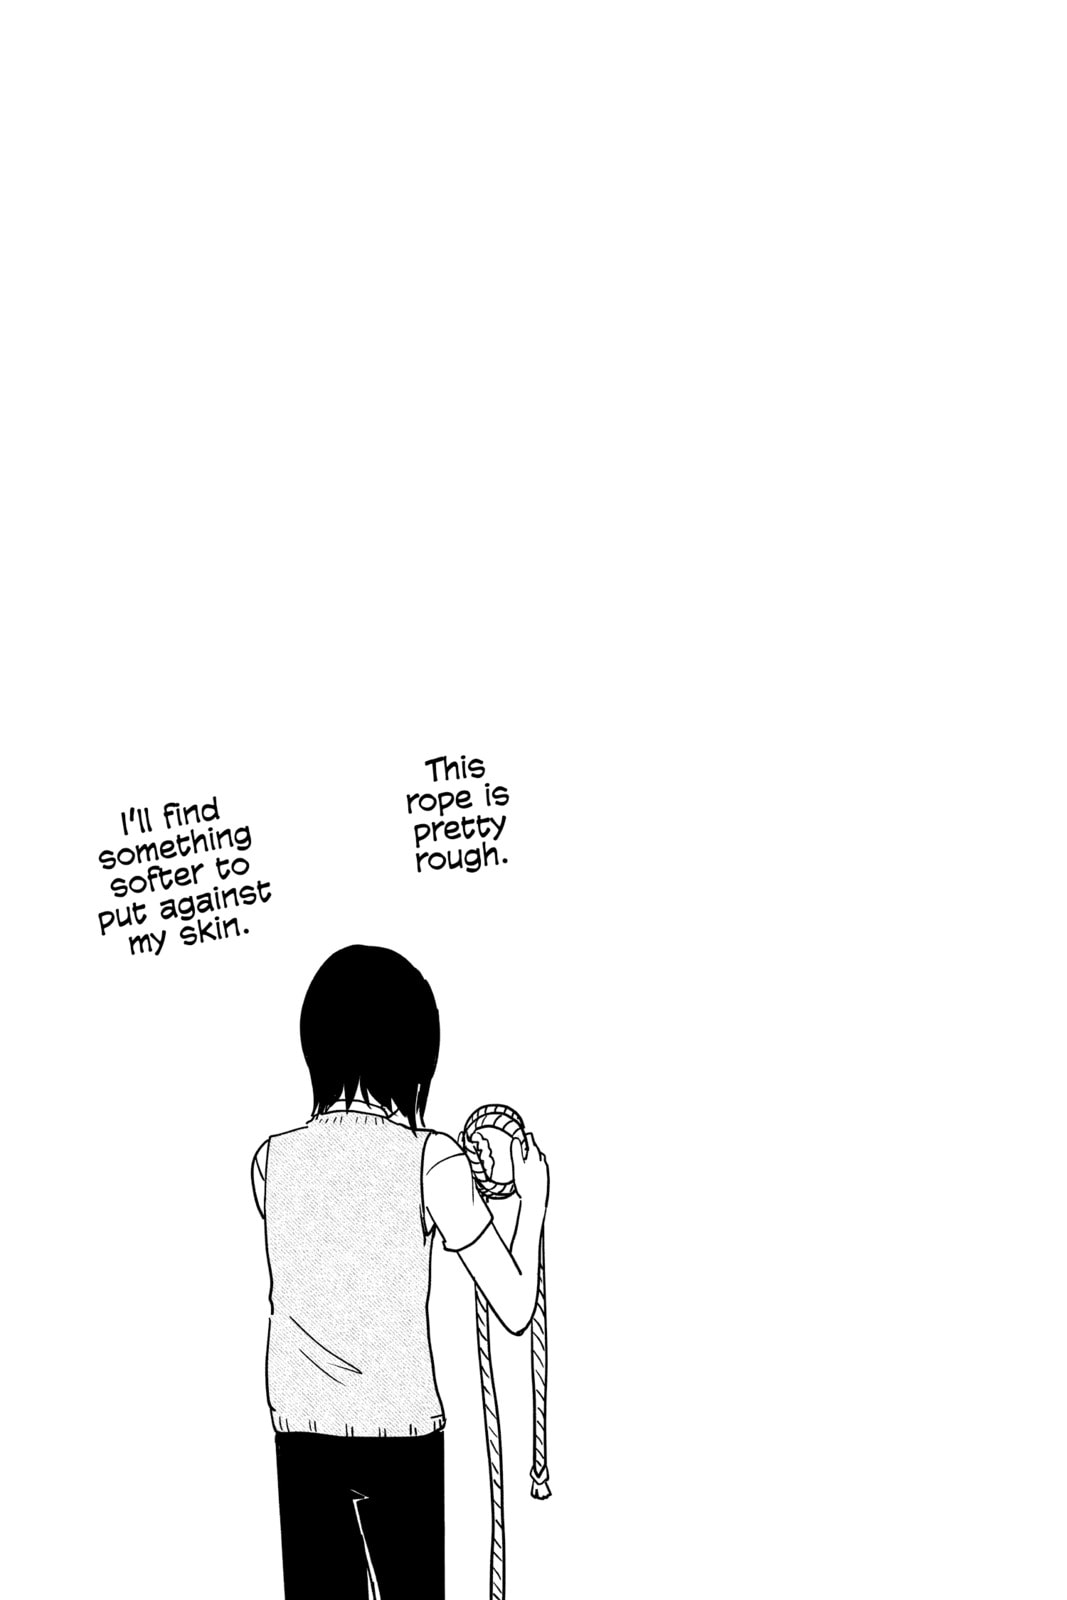 This
rope is
pretty
rough.
I'll find
something
softer to
put against
my skin.